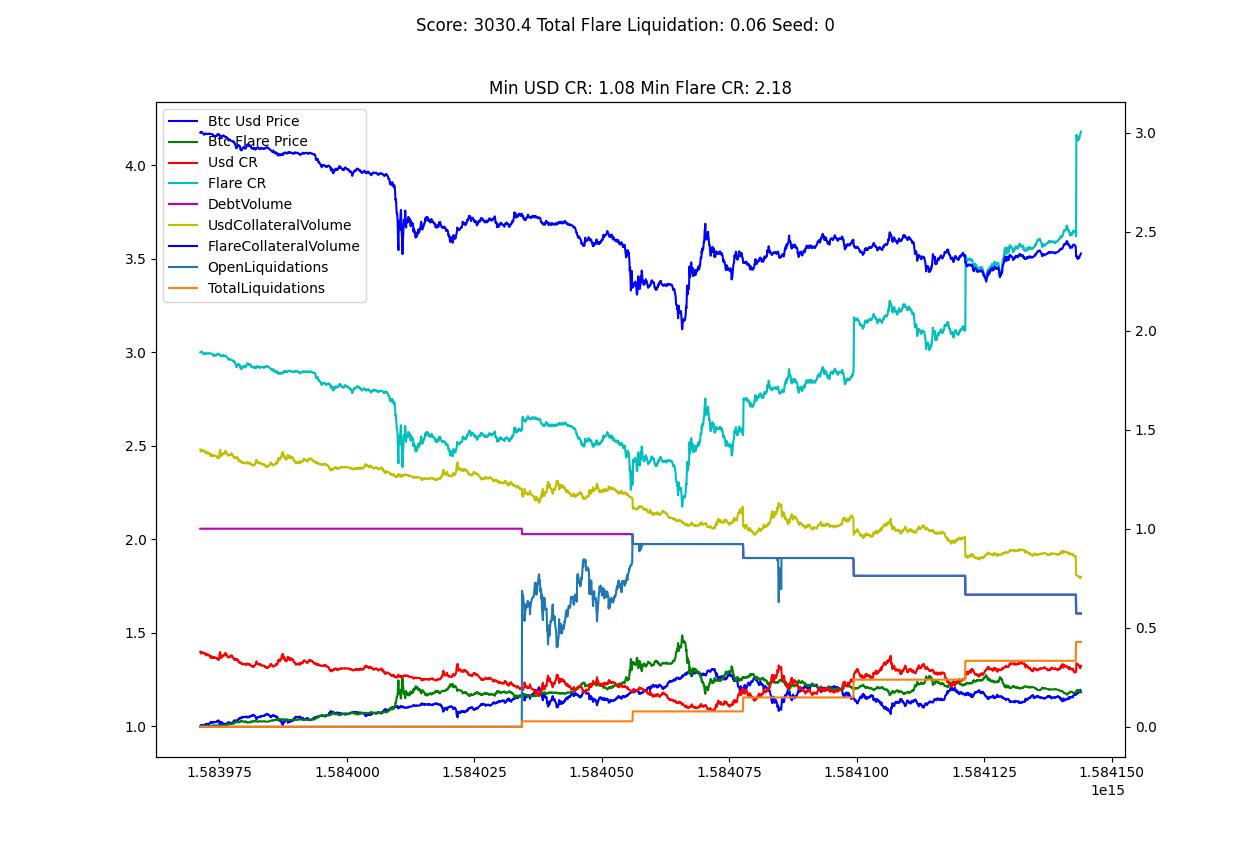 Score: 3030.4 Total Flare Liquidation: 0.06 Seed: 0
Min USD CR: 1.08 Min Flare CR: 2.18
Btc Usd Price
Btc Flare Price
Usd CR
Flare CR
DebtVolume
UsdCollateralVolume
FlareCollateralVolume
OpenLiquidations
TotalLiquidations
4.0
3.5
3.0
2.5
2.0
1.5
1.0
3.0
2.5
2.0
1.5
1.0
0.5
0.0
1.583975 1.584000 1.584025 1.584050 1.584075 1.584100 1.584125 1.584150
1e15